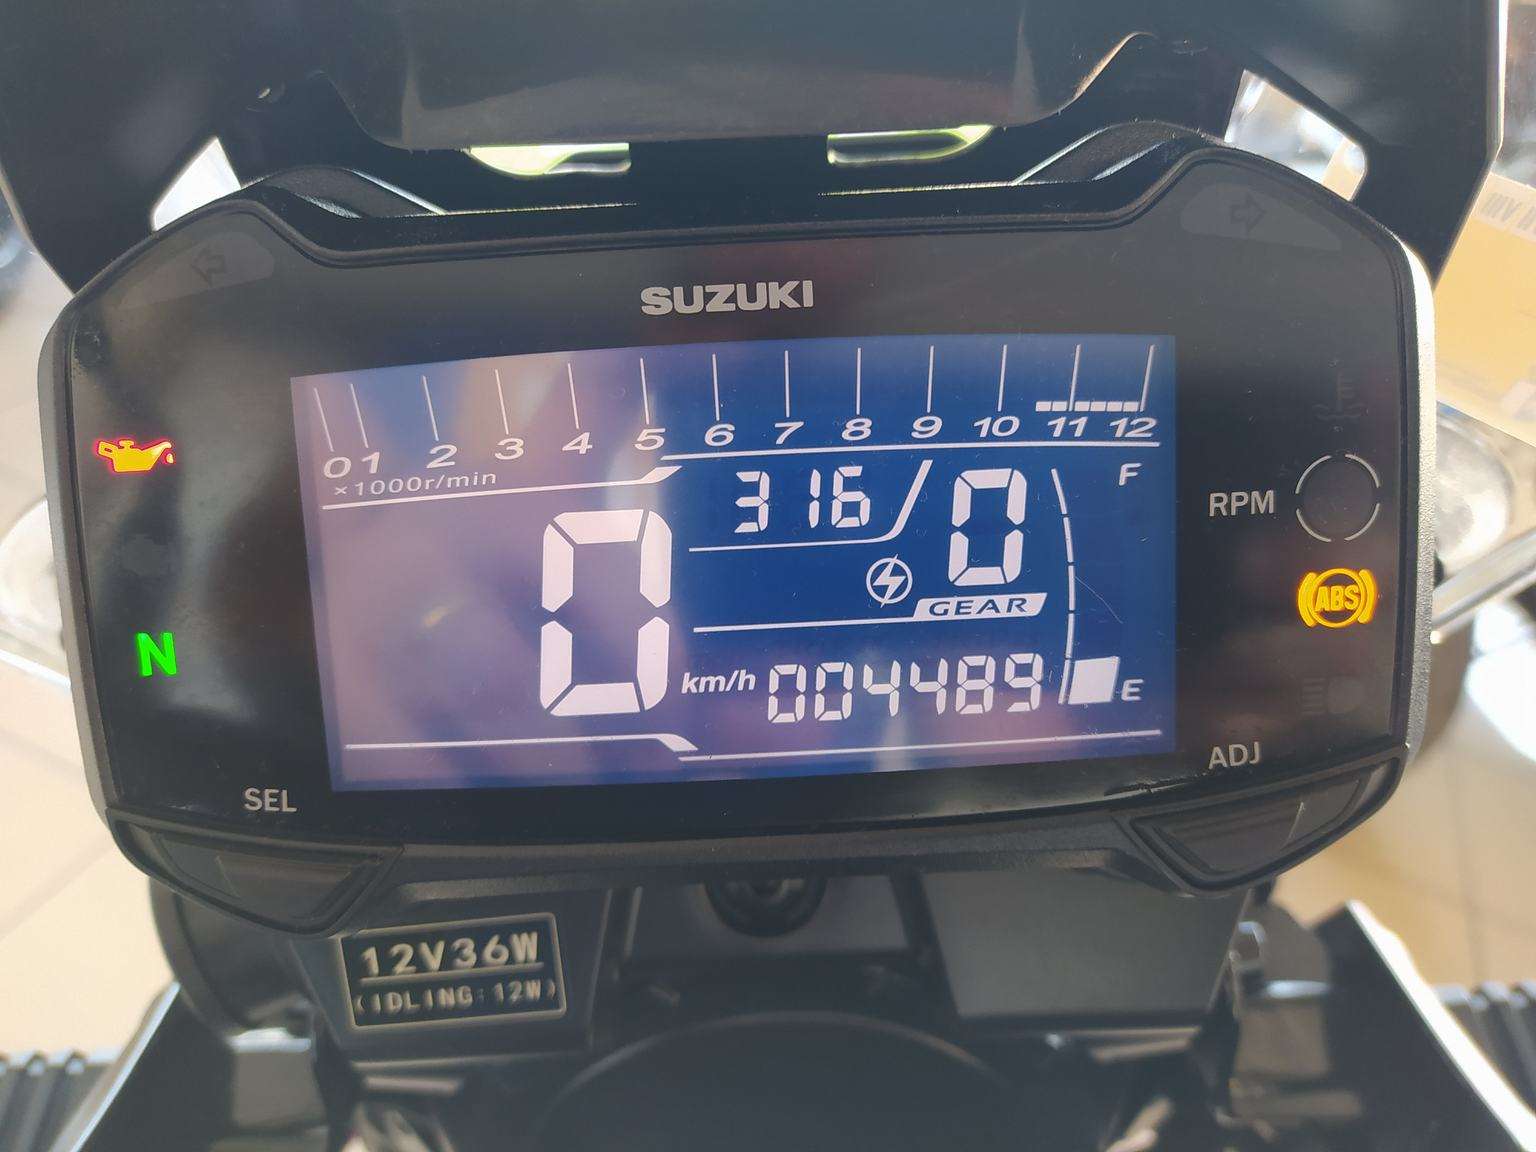 SUZUKI
0 1 2 3 4 5 6 7 8 9 10 11 12
×1000r/min
316
0
F
RPM
GEAR
ABS
N
0 km/h 004489
E
SEL
ADJ
12V36W
(IDLING:12W)